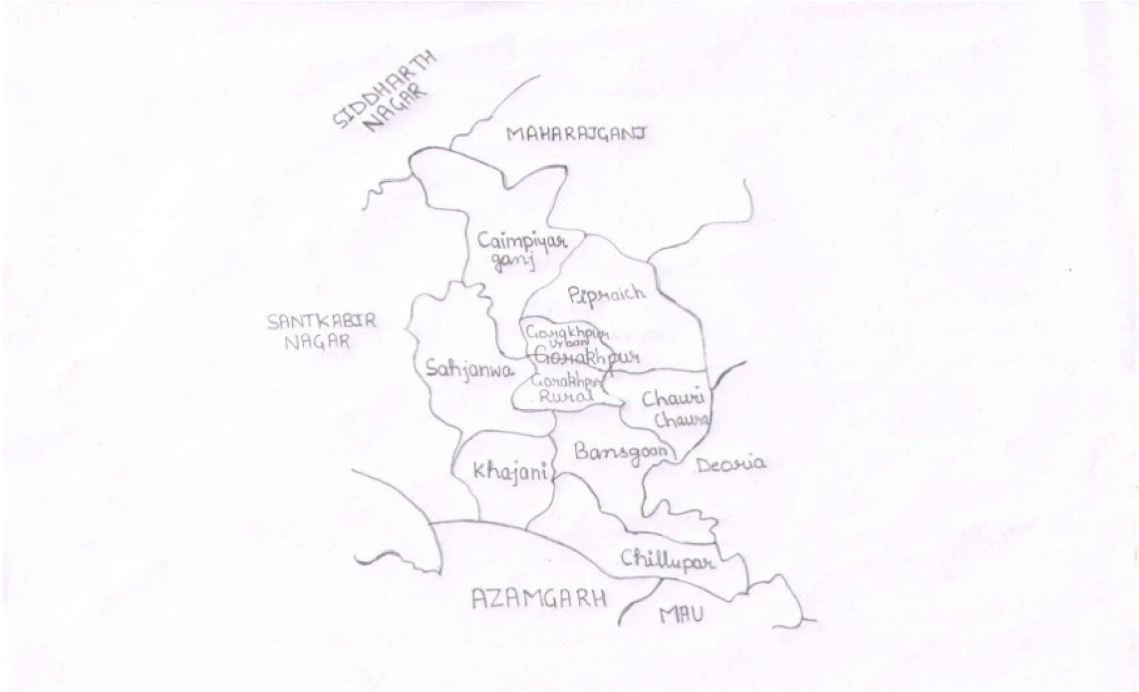 SIDDHARTH
NAGAR
MAHARAJGANJ
Caimpiyar
ganj
Pipraich
SANTKABIR
NAGAR
Gorakhpur
Urban
Gorakhpur
Sahjanwa
Gorakhpur
Rural
Chauri
Chaura
Bansgoan
Khajani
Deoria
Chillupar
AZAMGARH
MAU